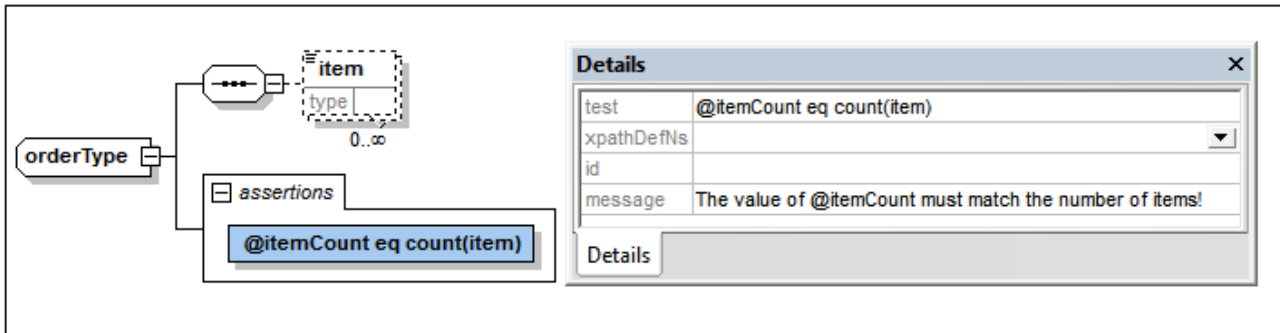 item
type
0..∞
orderType
assertions
@itemCount eq count(item)
Details
test @itemCount eq count(item)
xpathDefNs
id
message The value of @itemCount must match the number of items!
Details